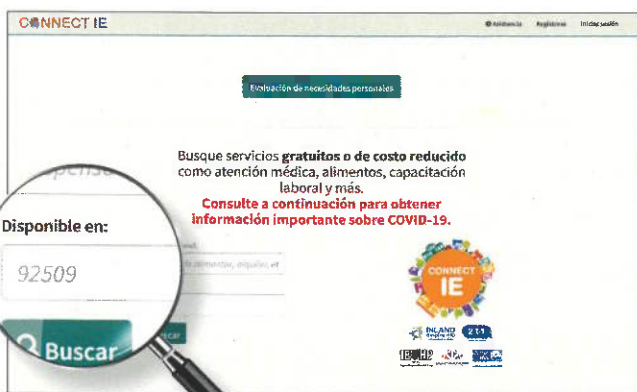 CONNECT IE
Asistencia Regístrese Iniciar sesión
Evaluación de necesidades personales
Busque servicios gratuitos o de costo reducido
como atención médica, alimentos, capacitación
laboral y más.
Consulte a continuación para obtener
información importante sobre COVID-19.
Disponible en:
92509
Buscar
CONNECT
IE
INLAND
211